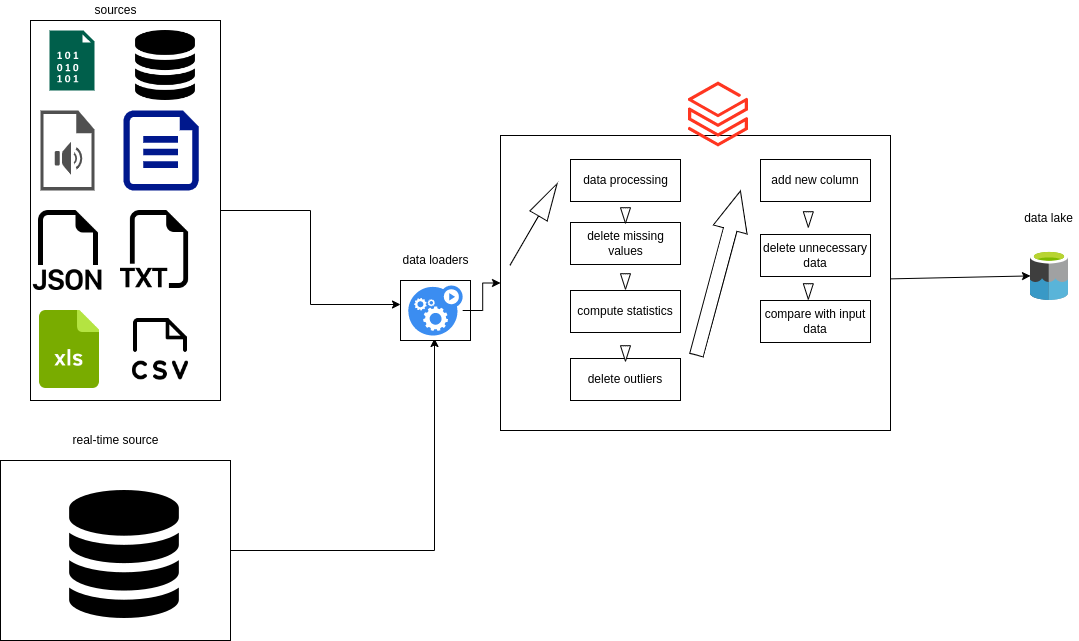 sources
101
010
101
JSON
TXT
xls
CSV
real-time source
data loaders
data processing
delete missing
values
compute statistics
delete outliers
add new column
delete unnecessary
data
compare with input
data
data lake